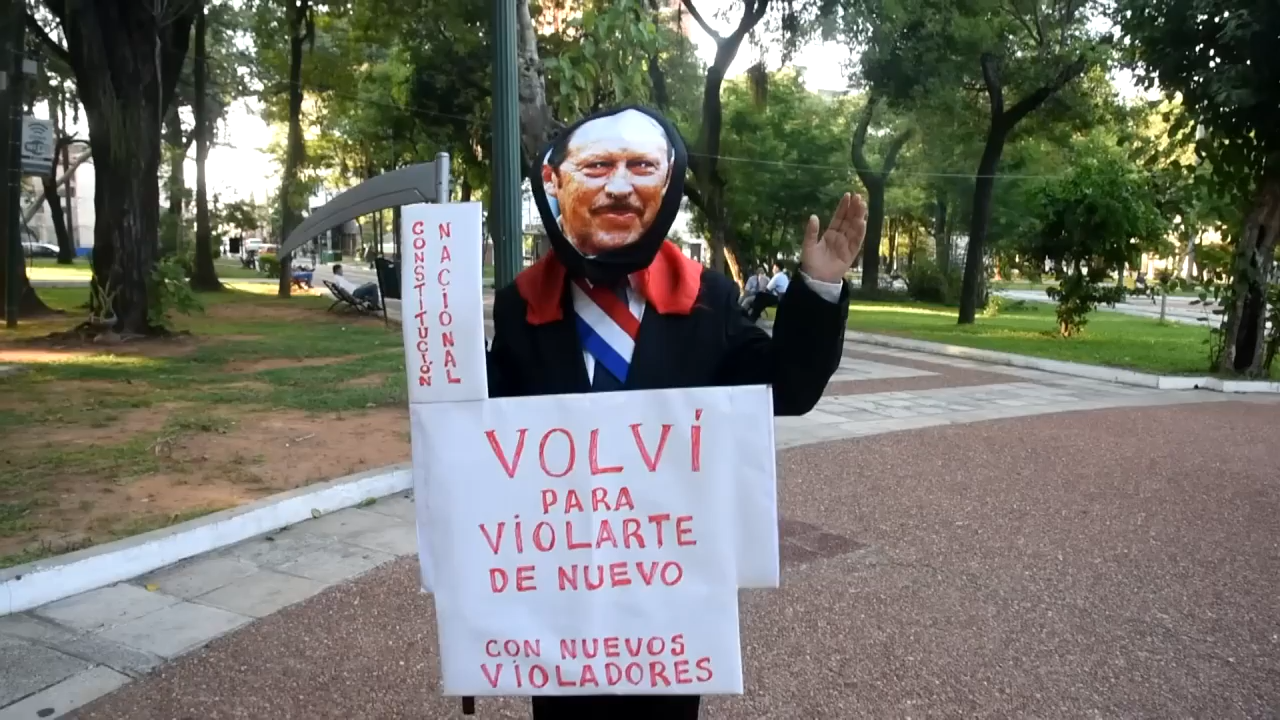 CONSTITUCIÓN
NACIONAL
VOLVÍ
PARA
VIOLARTE
DE NUEVO
CON NUEVOS
VIOLADORES